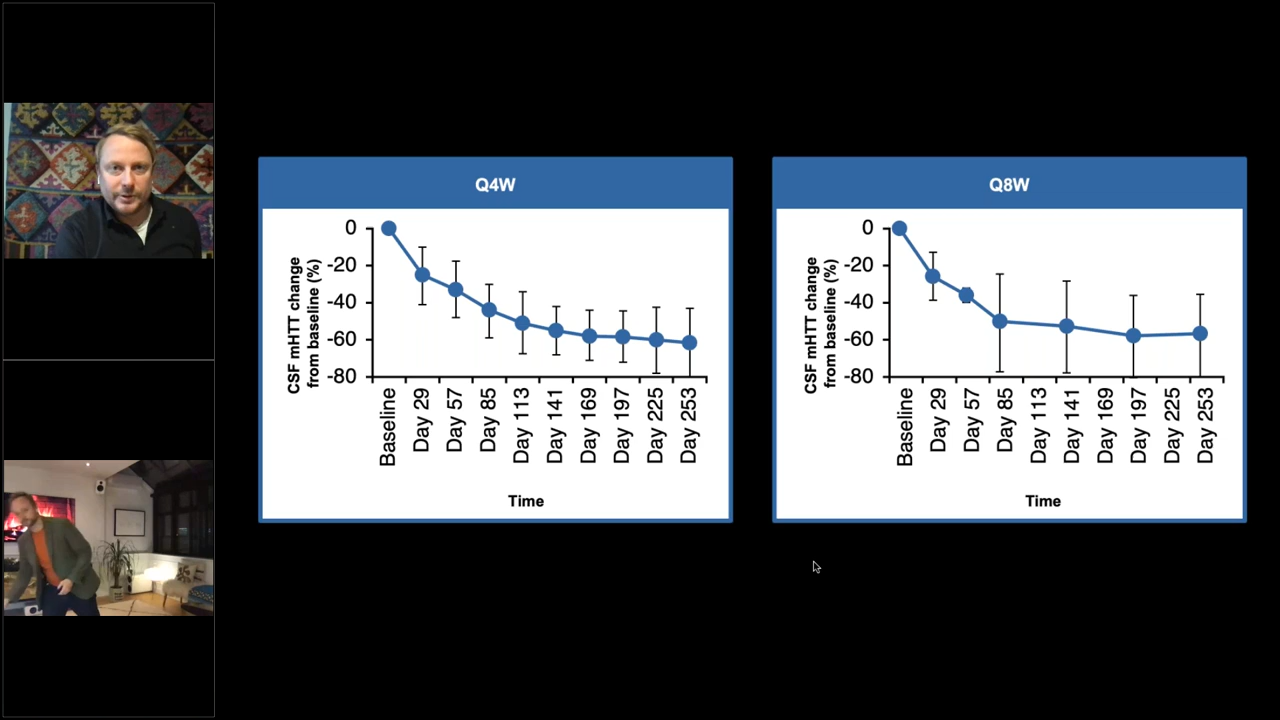 Q4W
0
-20
-40
-60
-80
CSF mHTT change
from baseline (%)
Baseline
Day 29
Day 57
Day 85
Day 113
Day 141
Day 169
Day 197
Day 225
Day 253
Time
Q8W
0
-20
-40
-60
-80
CSF mHTT change
from baseline (%)
Baseline
Day 29
Day 57
Day 85
Day 113
Day 141
Day 169
Day 197
Day 225
Day 253
Time